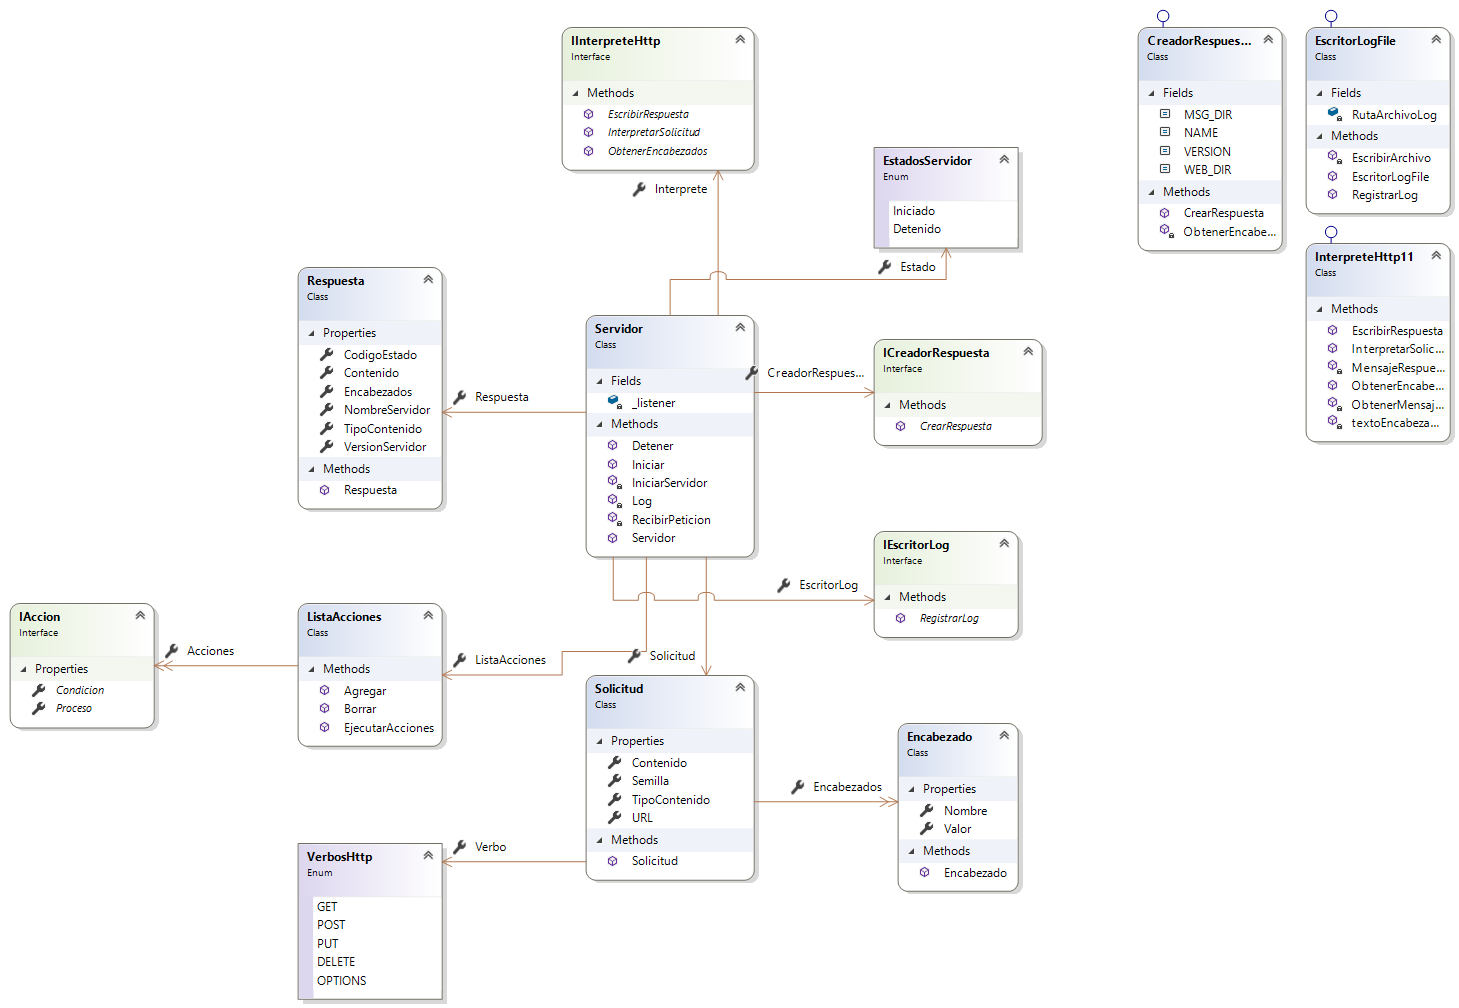 IInterpreteHttp
Interface
Methods
EscribirRespuesta
InterpretarSolicitud
ObtenerEncabezados
Interprete
EstadosServidor
Enum
Iniciado
Detenido
Estado
CreadorRespues...
Class
Fields
MSG_DIR
NAME
VERSION
WEB_DIR
Methods
CrearRespuesta
ObtenerEncabe...
EscritorLogFile
Class
Fields
RutaArchivoLog
Methods
EscribirArchivo
EscritorLogFile
RegistrarLog
InterpreteHttp11
Class
Methods
EscribirRespuesta
InterpretarSolic...
MensajeRespue...
ObtenerEncabe...
ObtenerMensaj...
textoEncabeza...
Respuesta
Class
Properties
CodigoEstado
Contenido
Encabezados
NombreServidor
TipoContenido
VersionServidor
Methods
Respuesta
Respuesta
Servidor
Class
Fields
_listener
Methods
Detener
Iniciar
IniciarServidor
Log
RecibirPeticion
Servidor
CreadorRespues...
ICreadorRespuesta
Interface
Methods
CrearRespuesta
EscritorLog
IEscritorLog
Interface
Methods
RegistrarLog
IAccion
Interface
Properties
Condicion
Proceso
Acciones
ListaAcciones
Class
Methods
Agregar
Borrar
EjecutarAcciones
ListaAcciones
Solicitud
Solicitud
Class
Properties
Contenido
Semilla
TipoContenido
URL
Methods
Solicitud
Encabezados
Encabezado
Class
Properties
Nombre
Valor
Methods
Encabezado
Verbo
VerbosHttp
Enum
GET
POST
PUT
DELETE
OPTIONS